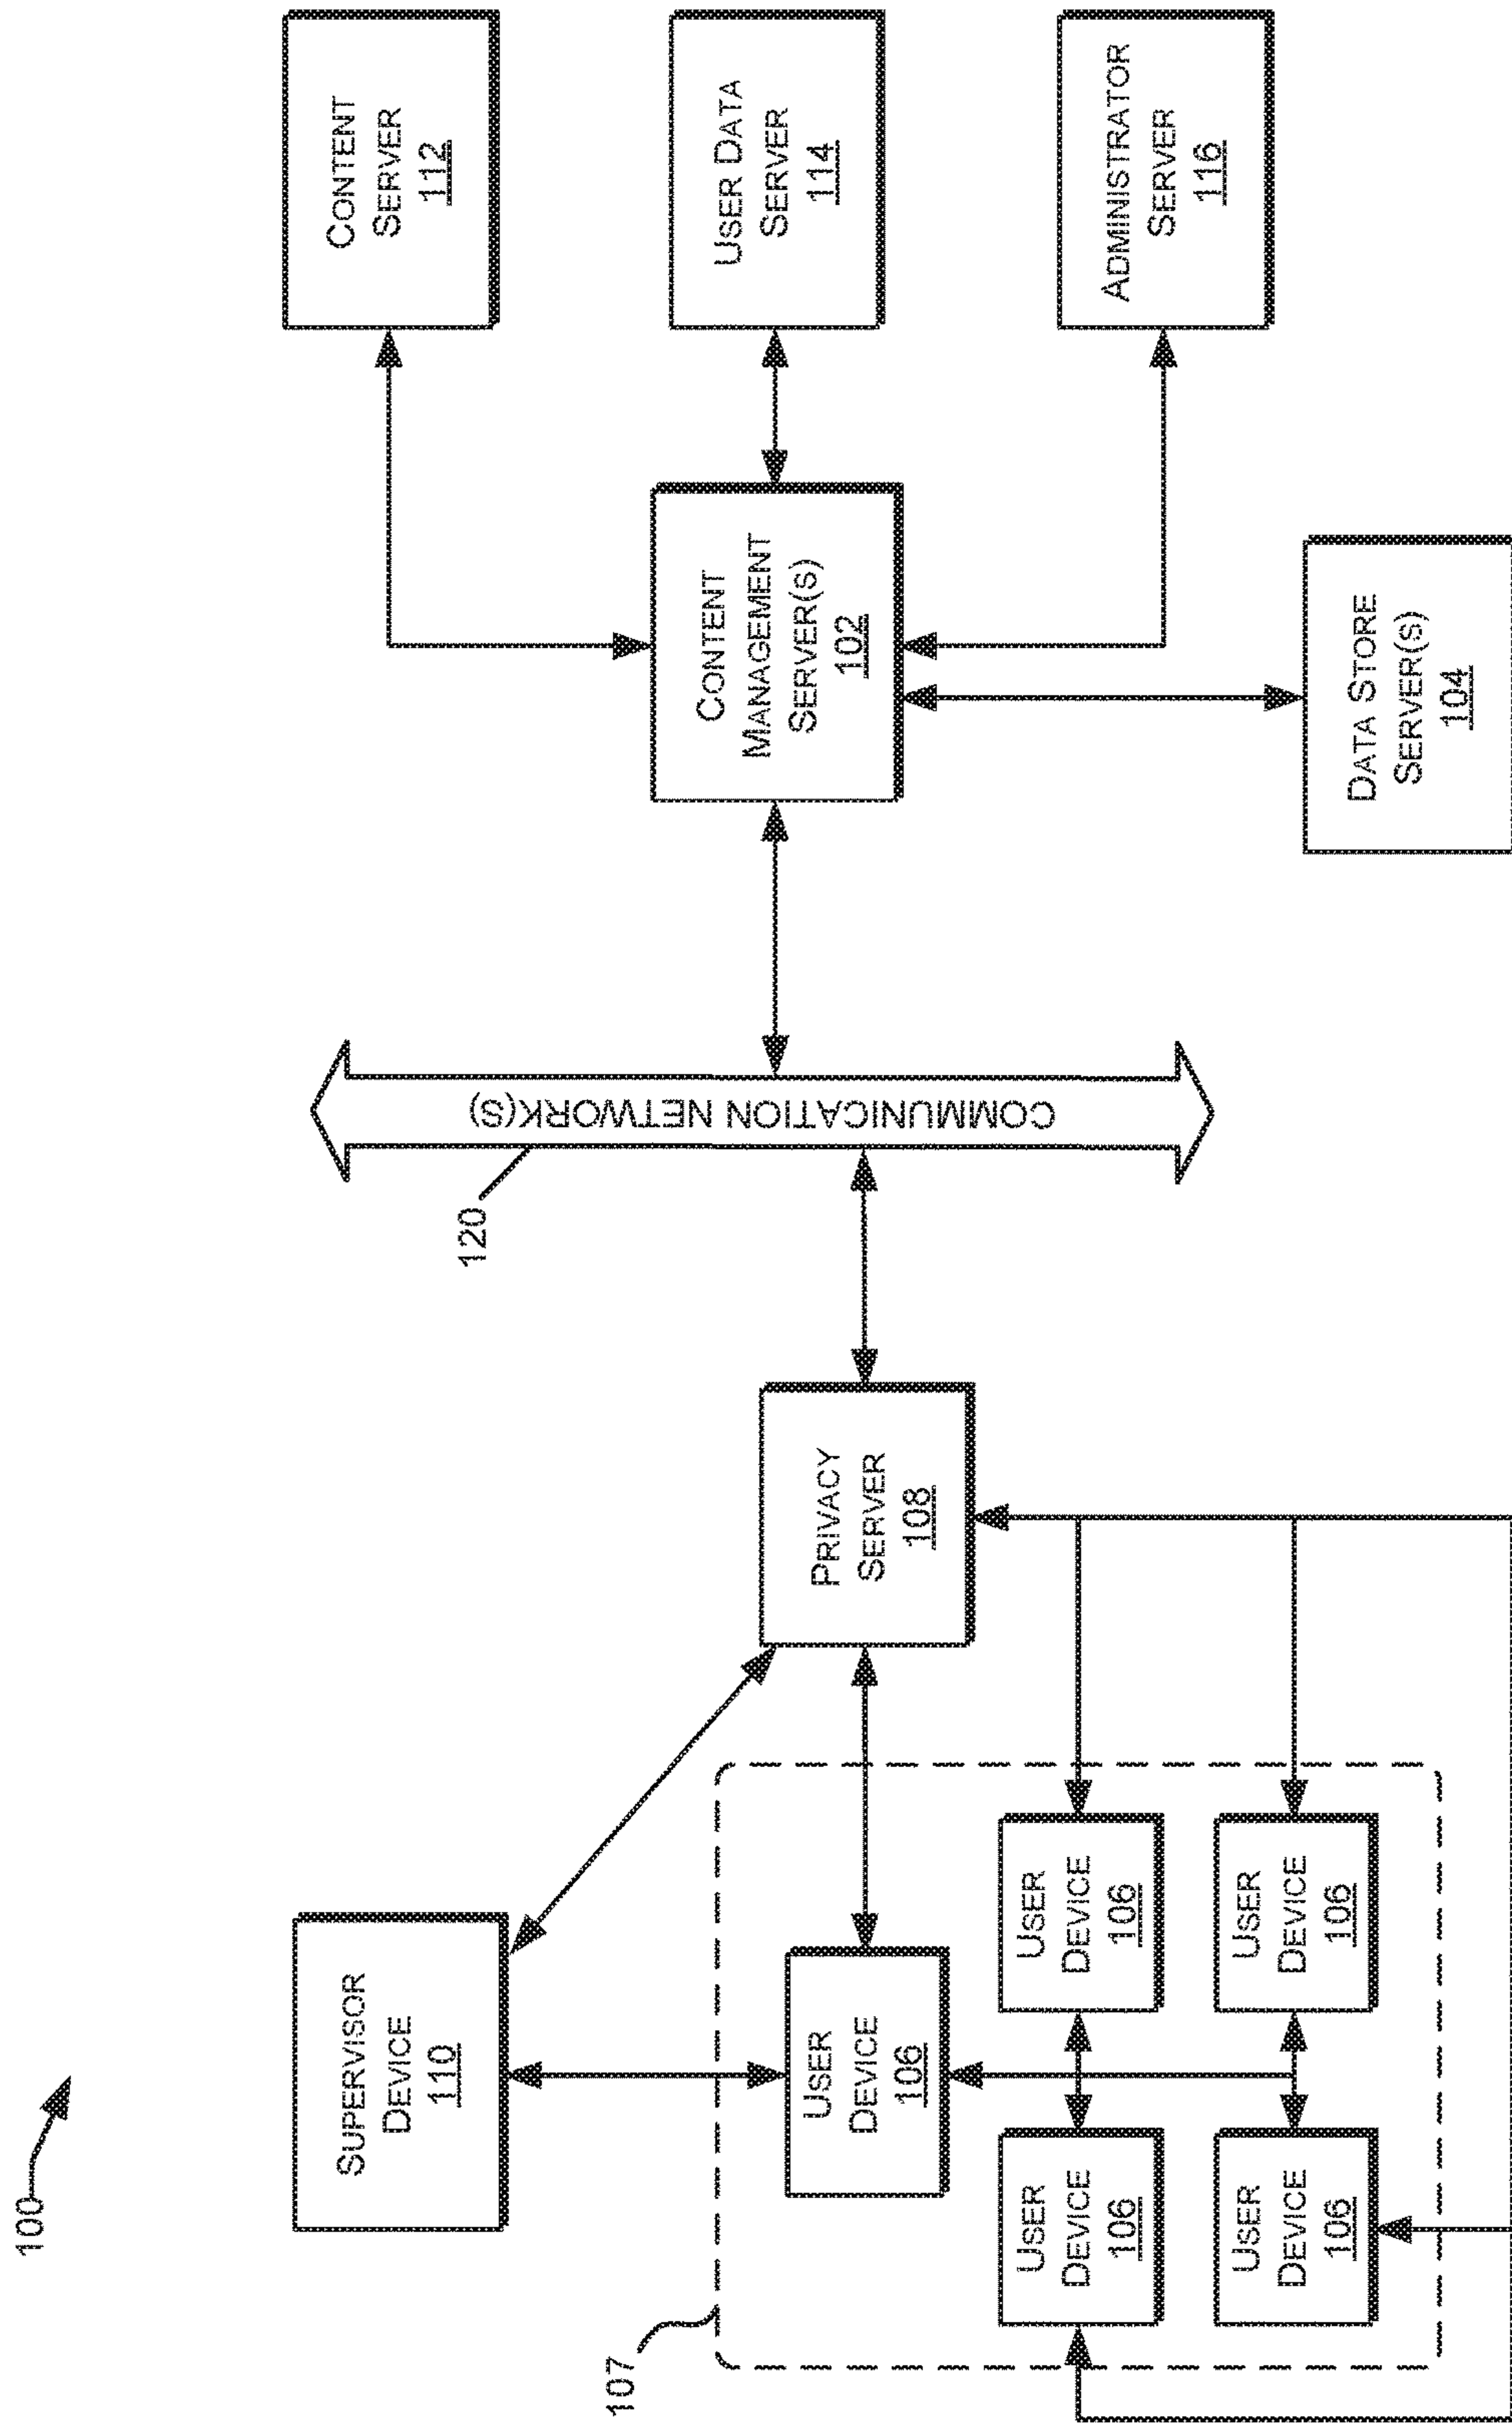 100
SUPERVISOR
DEVICE
110
107
USER
DEVICE
106
USER
DEVICE
106
USER
DEVICE
106
USER
DEVICE
106
USER
DEVICE
106
PRIVACY
SERVER
108
120
COMMUNICATION NETWORK(S)
CONTENT
MANAGEMENT
SERVER(S)
102
DATA STORE
SERVER(S)
104
CONTENT
SERVER
112
USER DATA
SERVER
114
ADMINISTRATOR
SERVER
116